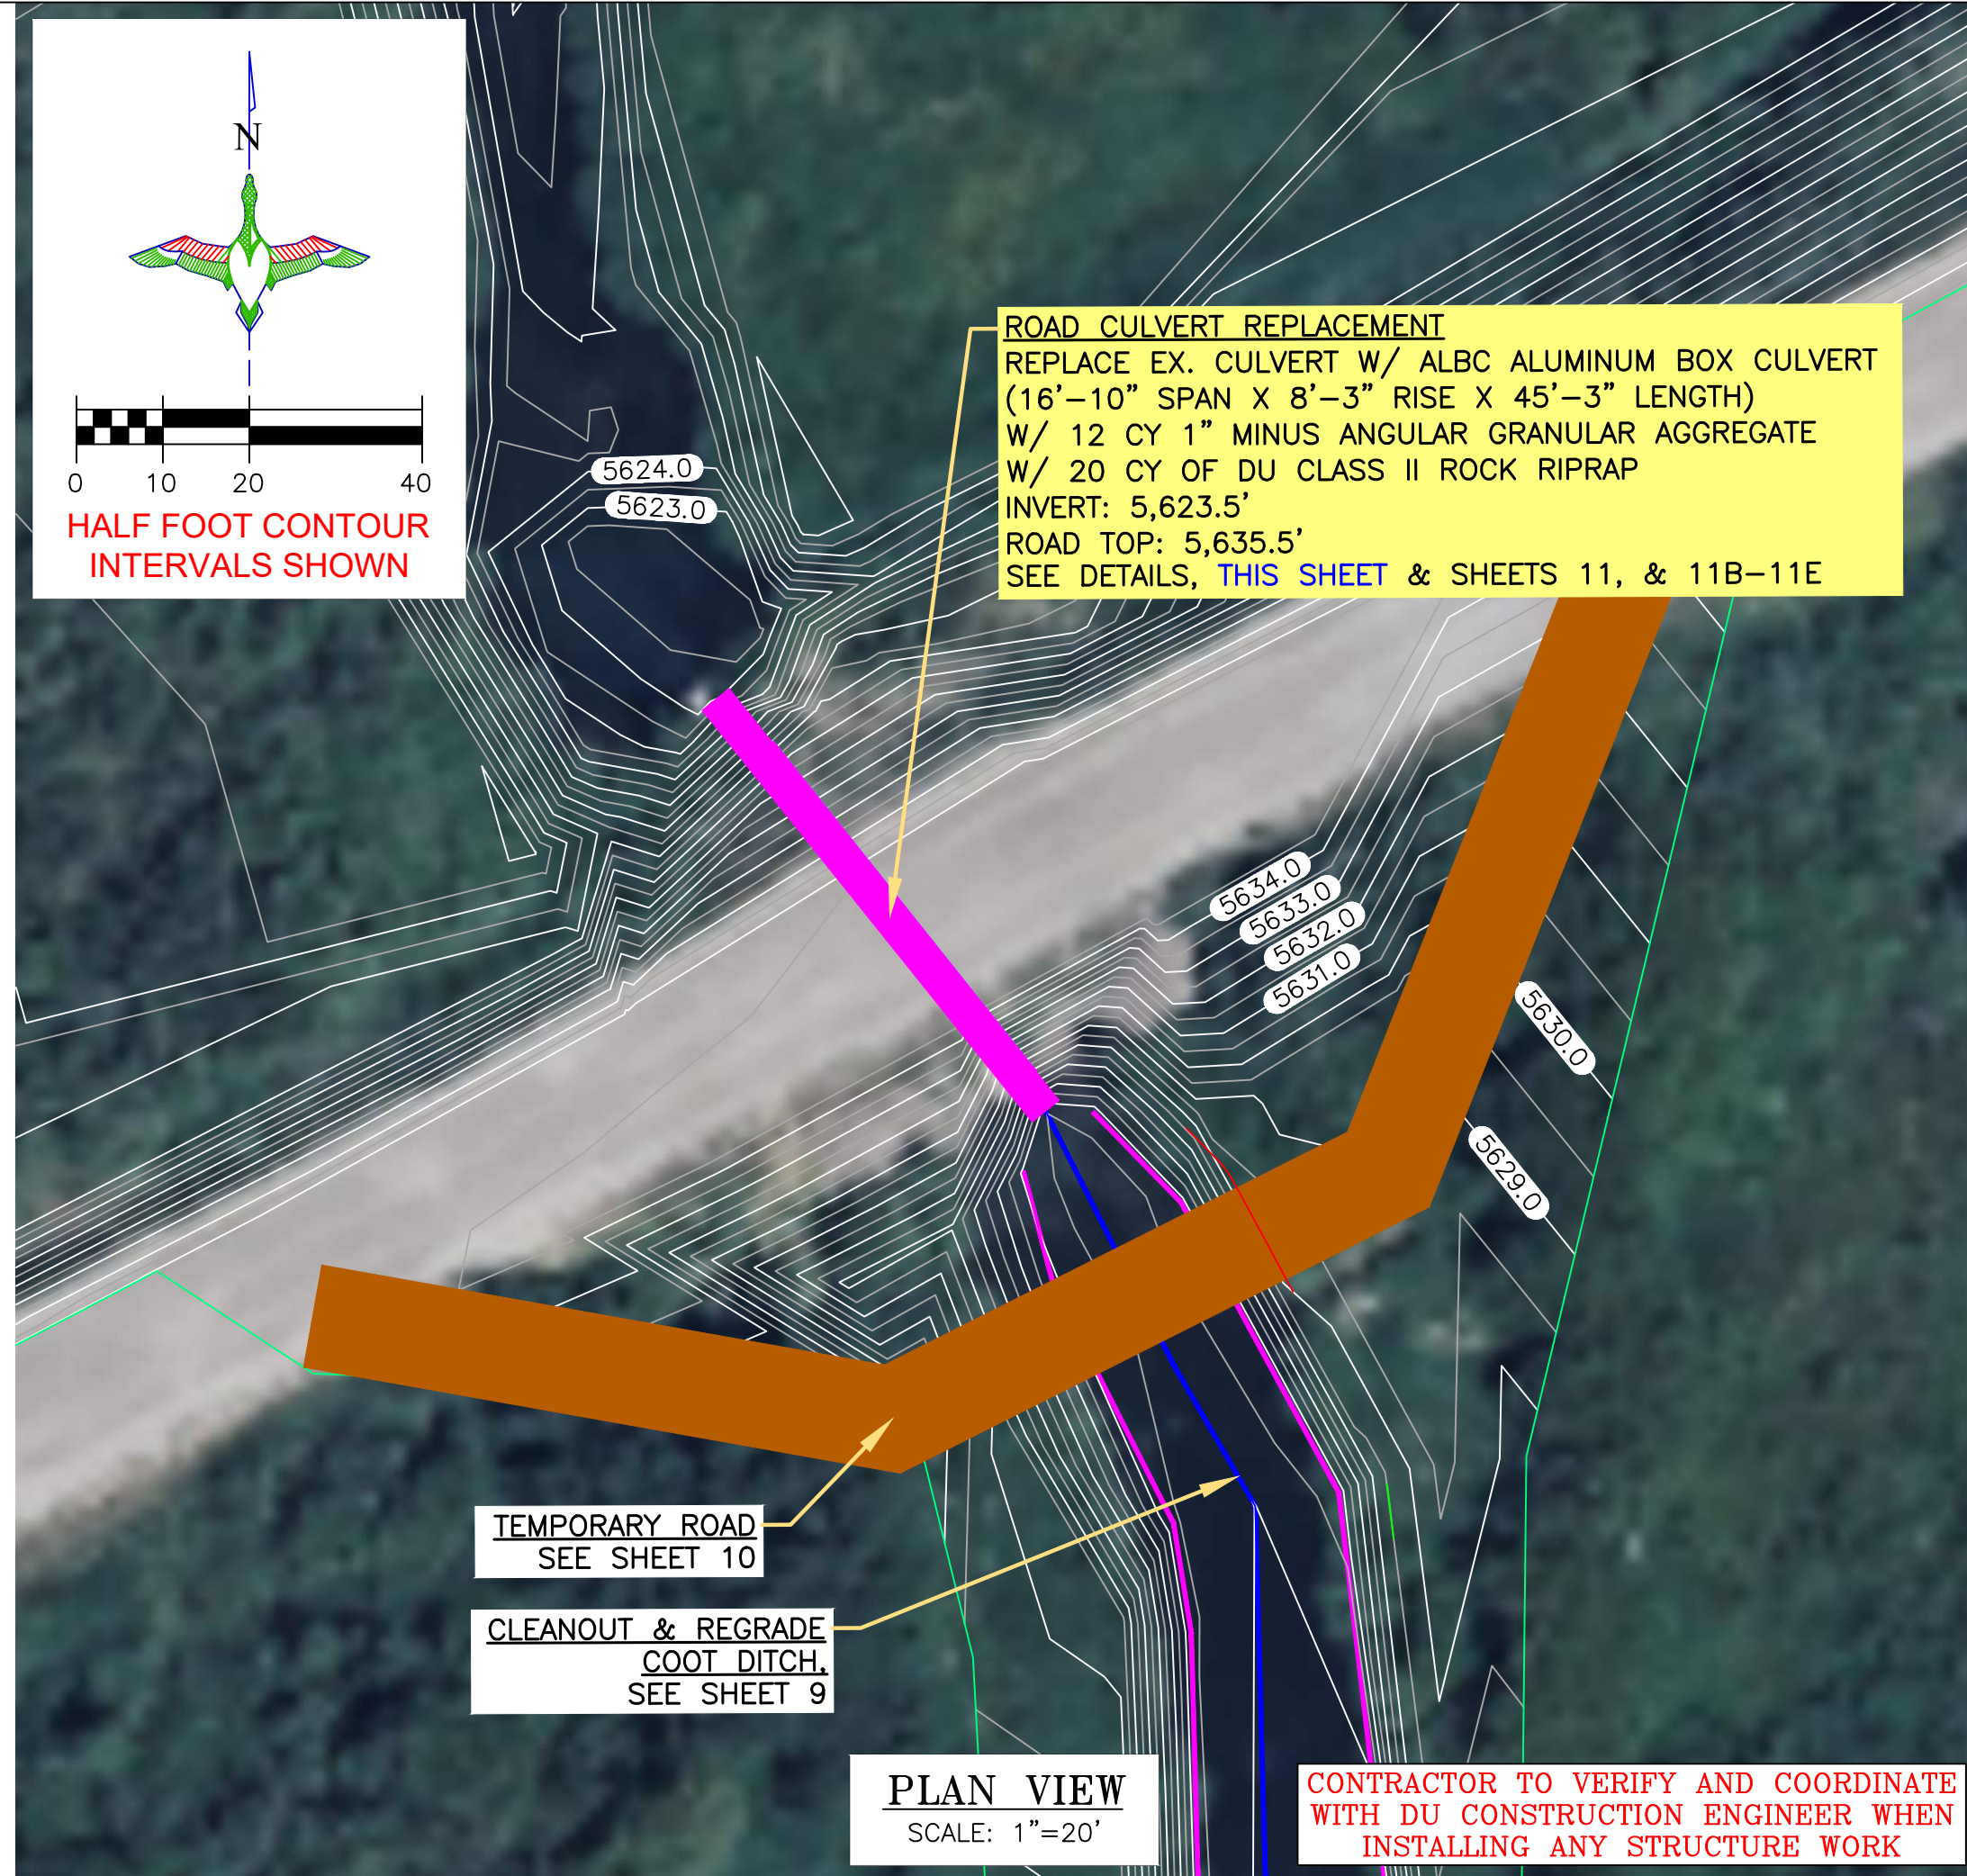 N
0 10 20 40
HALF FOOT CONTOUR
INTERVALS SHOWN
ROAD CULVERT REPLACEMENT
REPLACE EX. CULVERT W/ ALBC ALUMINUM BOX CULVERT
(16'-10" SPAN X 8'-3" RISE X 45'-3" LENGTH)
W/ 12 CY 1" MINUS ANGULAR GRANULAR AGGREGATE
W/ 20 CY OF DU CLASS II ROCK RIPRAP
INVERT: 5,623.5'
ROAD TOP: 5,635.5'
SEE DETAILS, THIS SHEET & SHEETS 11, & 11B-11E
5624.0
5623.0
5634.0
5633.0
5632.0
5631.0
5630.0
5629.0
TEMPORARY ROAD
SEE SHEET 10
CLEANOUT & REGRADE
COOT DITCH,
SEE SHEET 9
PLAN VIEW
SCALE: 1"=20'
CONTRACTOR TO VERIFY AND COORDINATE
WITH DU CONSTRUCTION ENGINEER WHEN
INSTALLING ANY STRUCTURE WORK